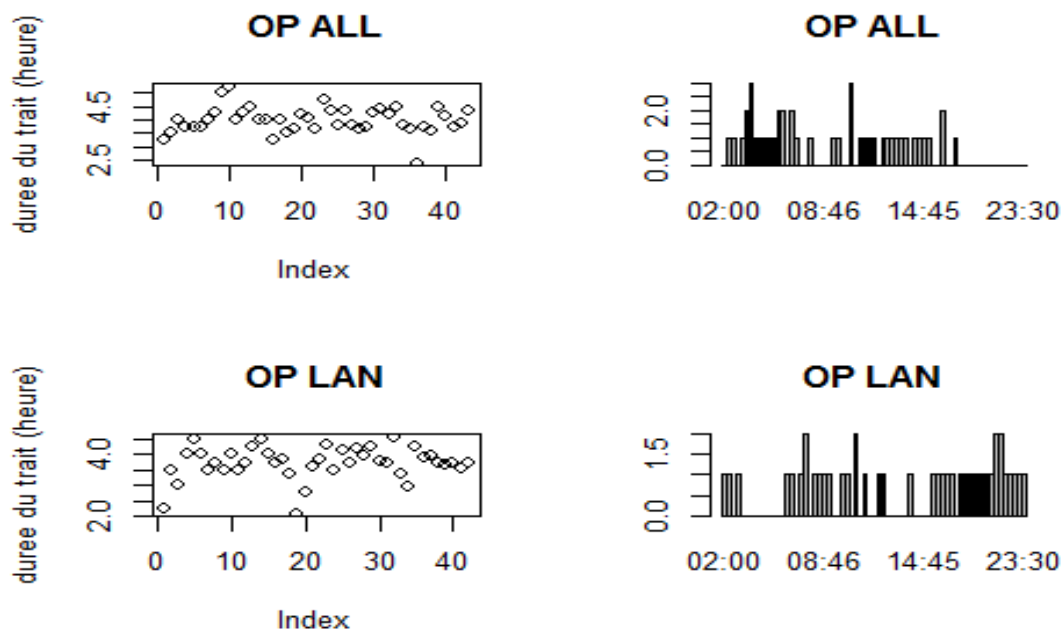 OP ALL
duree du trait (heure)
2.5 4.5
0 10 20 30 40
Index
OP ALL
0.0 2.0
02:00 08:46 14:45 23:30
OP LAN
duree du trait (heure)
2.0 4.0
0 10 20 30 40
Index
OP LAN
0.0 1.5
02:00 08:46 14:45 23:30